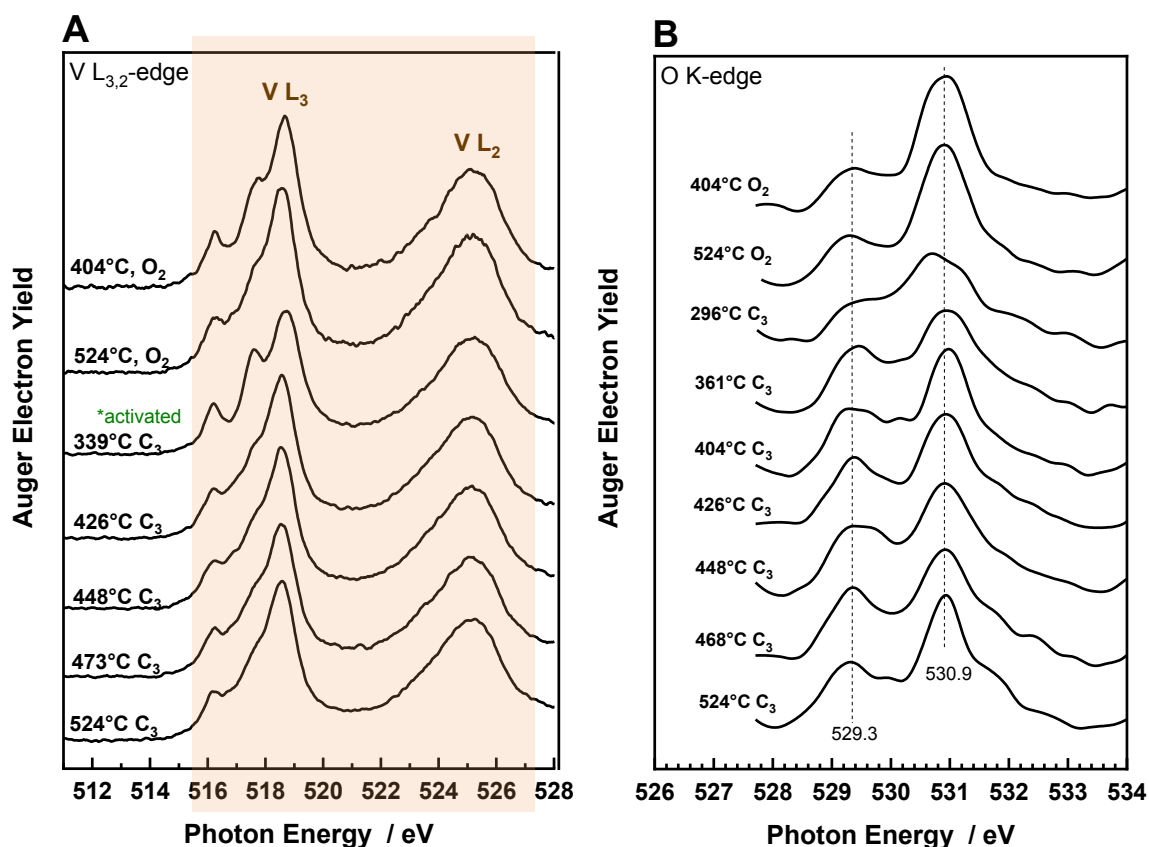 A
V L3,2-edge
V L3
V L2
404°C, O2
524°C, O2
*activated
339°C C3
426°C C3
448°C C3
473°C C3
524°C C3
Auger Electron Yield
512 514 516 518 520 522 524 526 528
Photon Energy / eV
B
O K-edge
404°C O2
524°C O2
296°C C3
361°C C3
404°C C3
426°C C3
448°C C3
468°C C3
524°C C3
530.9
529.3
Auger Electron Yield
526 527 528 529 530 531 532 533 534
Photon Energy / eV